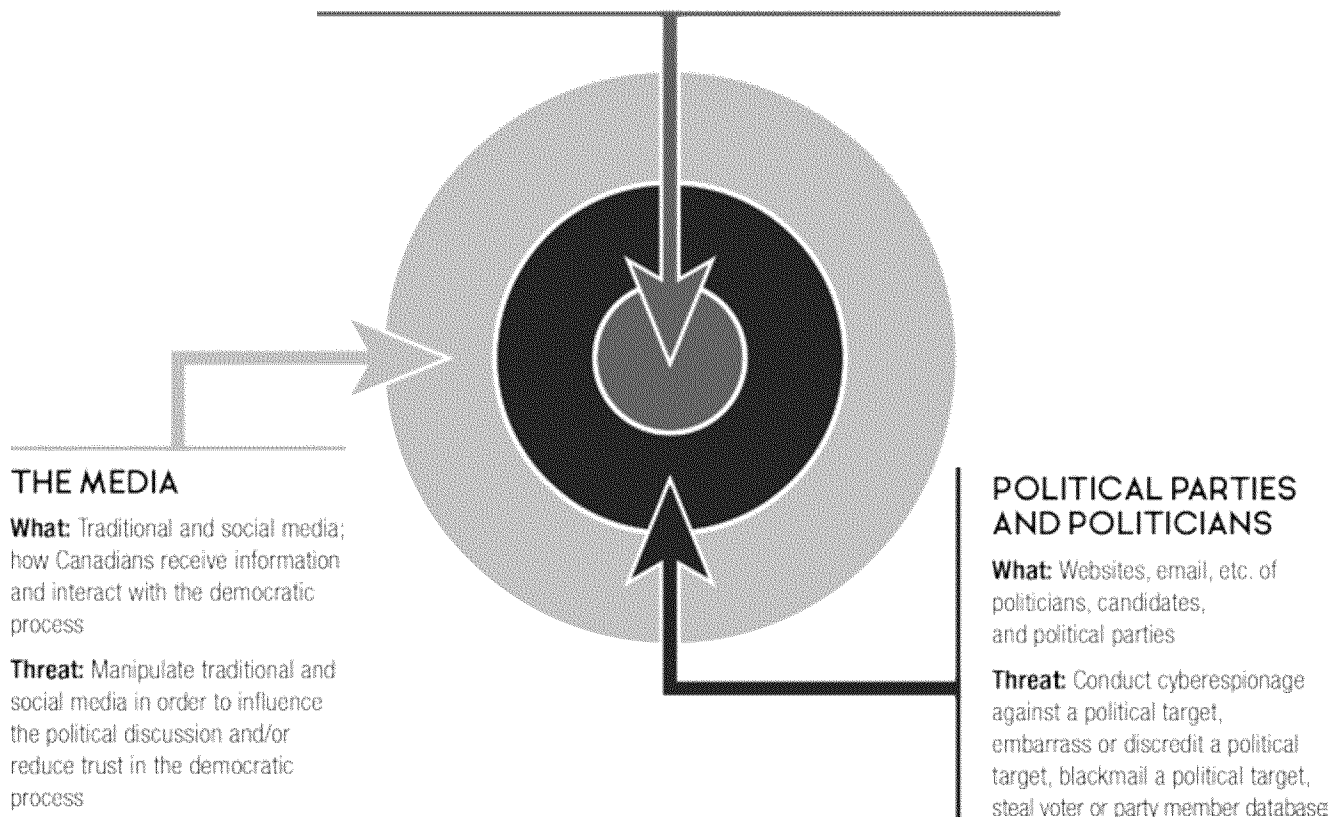 THE MEDIA
What: Traditional and social media;
how Canadians receive information
and interact with the democratic
process
Threat: Manipulate traditional and
social media in order to influence
the political discussion and/or
reduce trust in the democratic
process
POLITICAL PARTIES
AND POLITICIANS
What: Websites, email, etc. of
politicians, candidates,
and political parties
Threat: Conduct cyberespionage
against a political target,
embarrass or discredit a political
target, blackmail a political target,
steal voter or party member database